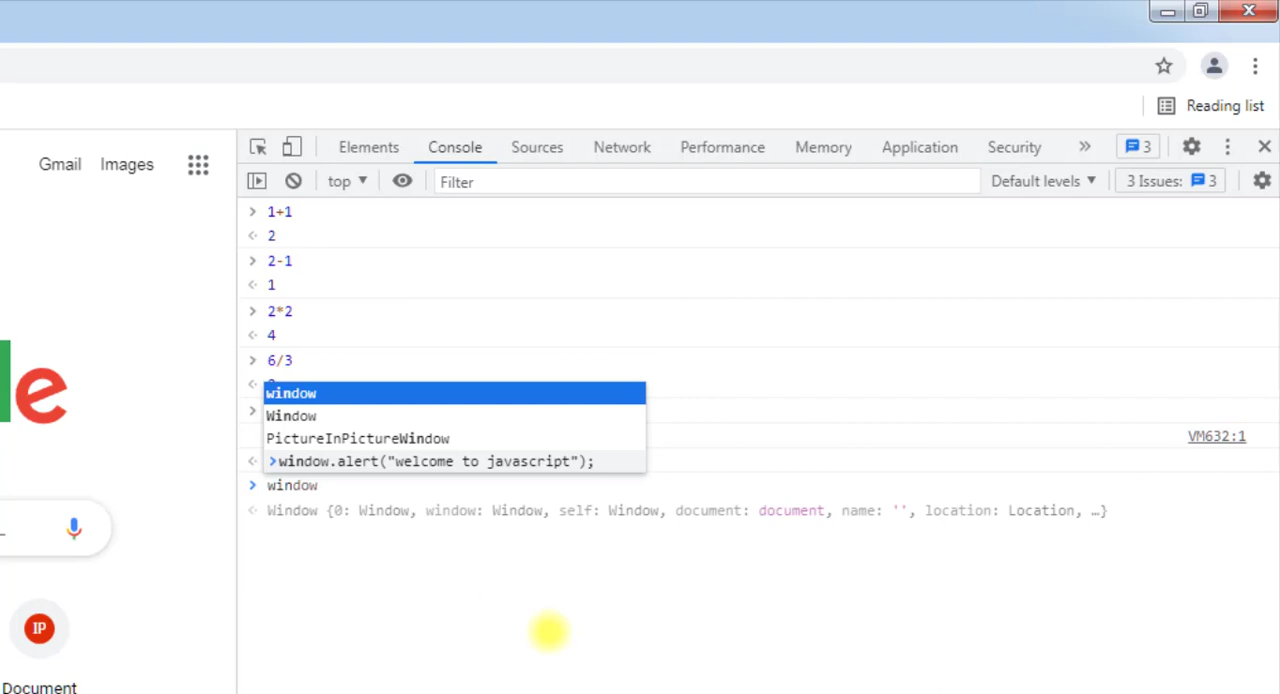 Reading list
Gmail Images
Elements Console Sources Network Performance Memory Application Security » 3
top ▼ Filter Default levels ▼ 3 Issues: 3
> 1+1
2
> 2-1
1
> 2*2
4
> 6/3
window
Window
PictureInPictureWindow
VM632:1
>window.alert("welcome to javascript");
> window
Window {0: Window, window: Window, self: Window, document: document, name: '', location: Location, …}
e
IP
Document